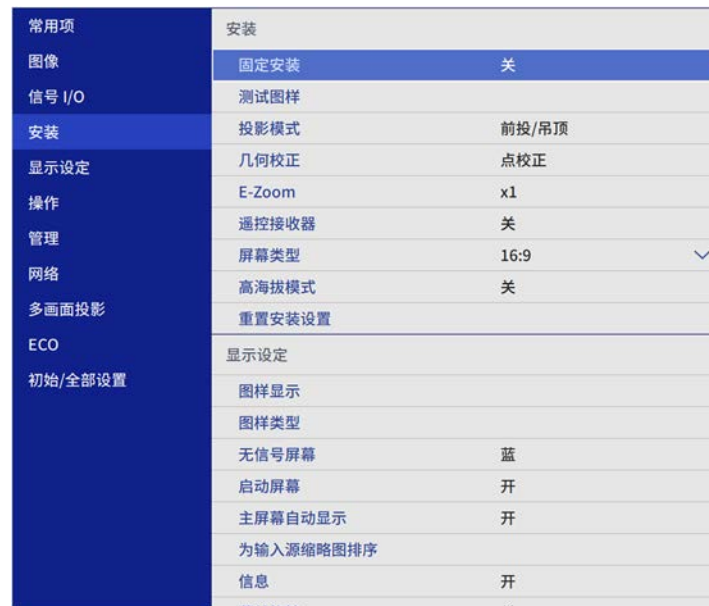 常用项
图像
信号 I/O
安装
显示设定
操作
管理
网络
多画面投影
ECO
初始/全部设置
安装
固定安装 关
测试图样
投影模式 前投/吊顶
几何校正 点校正
E-Zoom x1
遥控接收器 关
屏幕类型 16:9
高海拔模式 关
重置安装设置
显示设定
图样显示
图样类型
无信号屏幕 蓝
启动屏幕 开
主屏幕自动显示 开
为输入源缩略图排序
信息 开